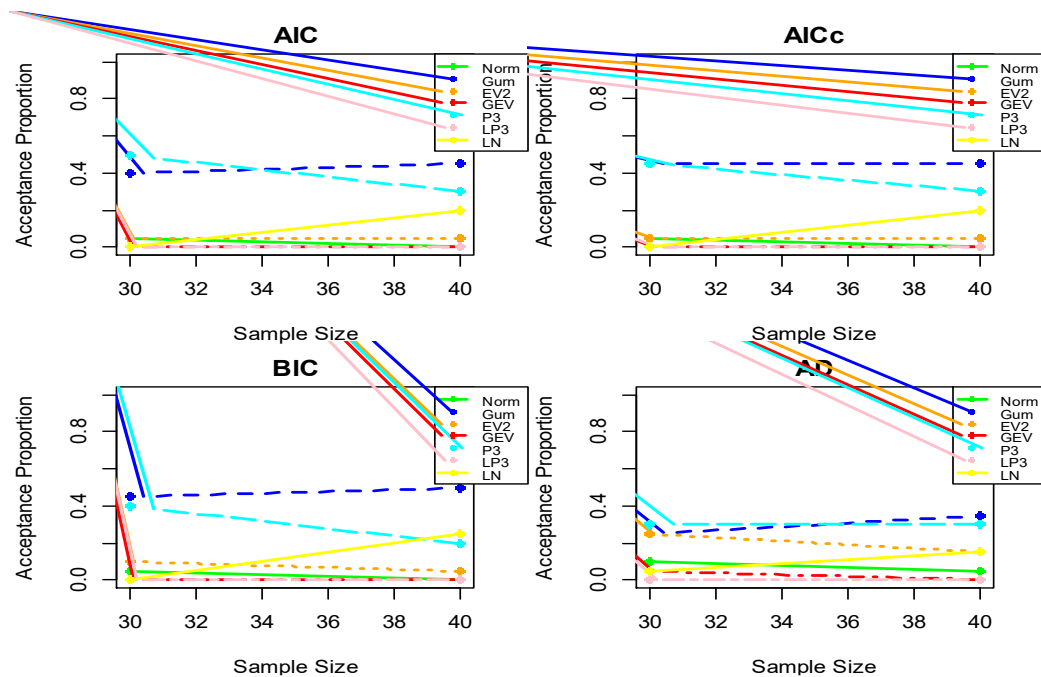 AIC
Acceptance Proportion
0.8
0.4
0.0
Norm
Gum
EV2
GEV
P3
LP3
LN
30 32 34 36 38 40
Sample Size
AICc
Acceptance Proportion
0.8
0.4
0.0
Norm
Gum
EV2
GEV
P3
LP3
LN
30 32 34 36 38 40
Sample Size
BIC
Acceptance Proportion
0.8
0.4
0.0
Norm
Gum
EV2
GEV
P3
LP3
LN
30 32 34 36 38 40
Sample Size
AD
Acceptance Proportion
0.8
0.4
0.0
Norm
Gum
EV2
GEV
P3
LP3
LN
30 32 34 36 38 40
Sample Size